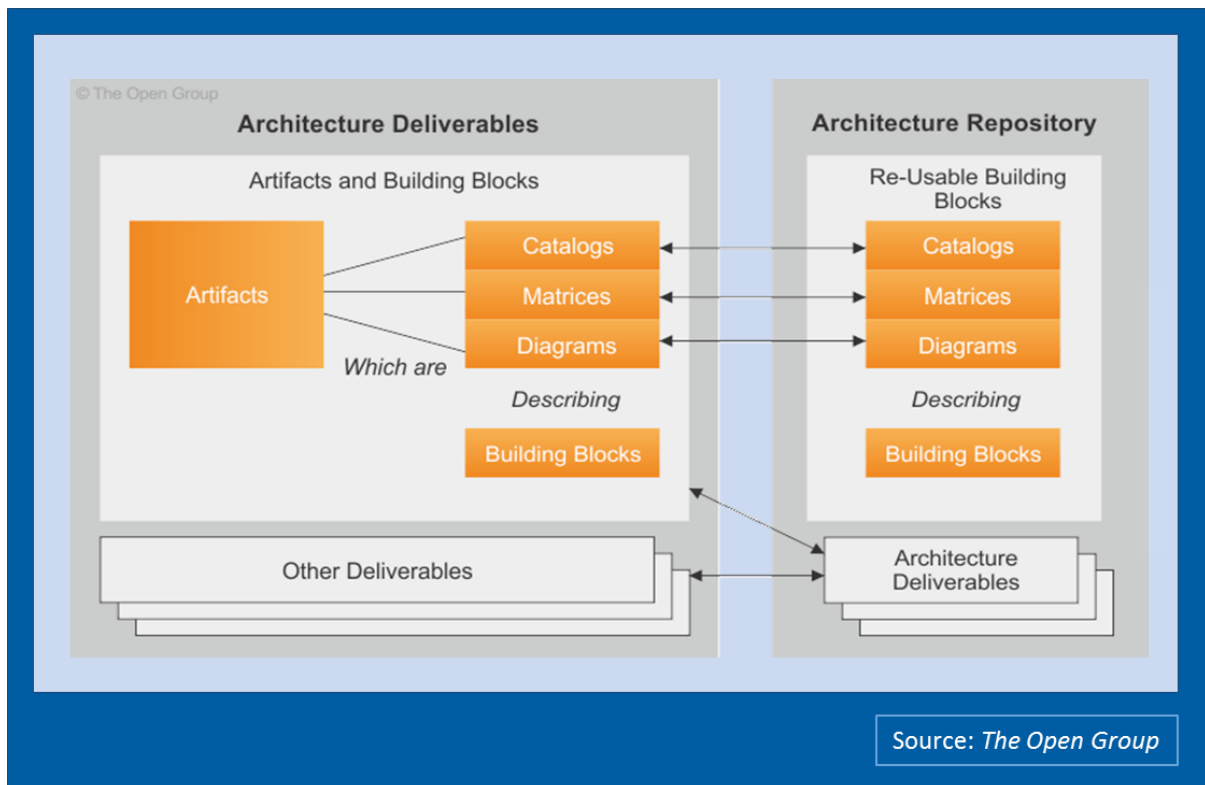 © The Open Group
Architecture Deliverables
Artifacts and Building Blocks
Artifacts
Which are
Catalogs
Matrices
Diagrams
Describing
Building Blocks
Other Deliverables
Architecture Repository
Re-Usable Building
Blocks
Catalogs
Matrices
Diagrams
Describing
Building Blocks
Architecture
Deliverables
Source: The Open Group